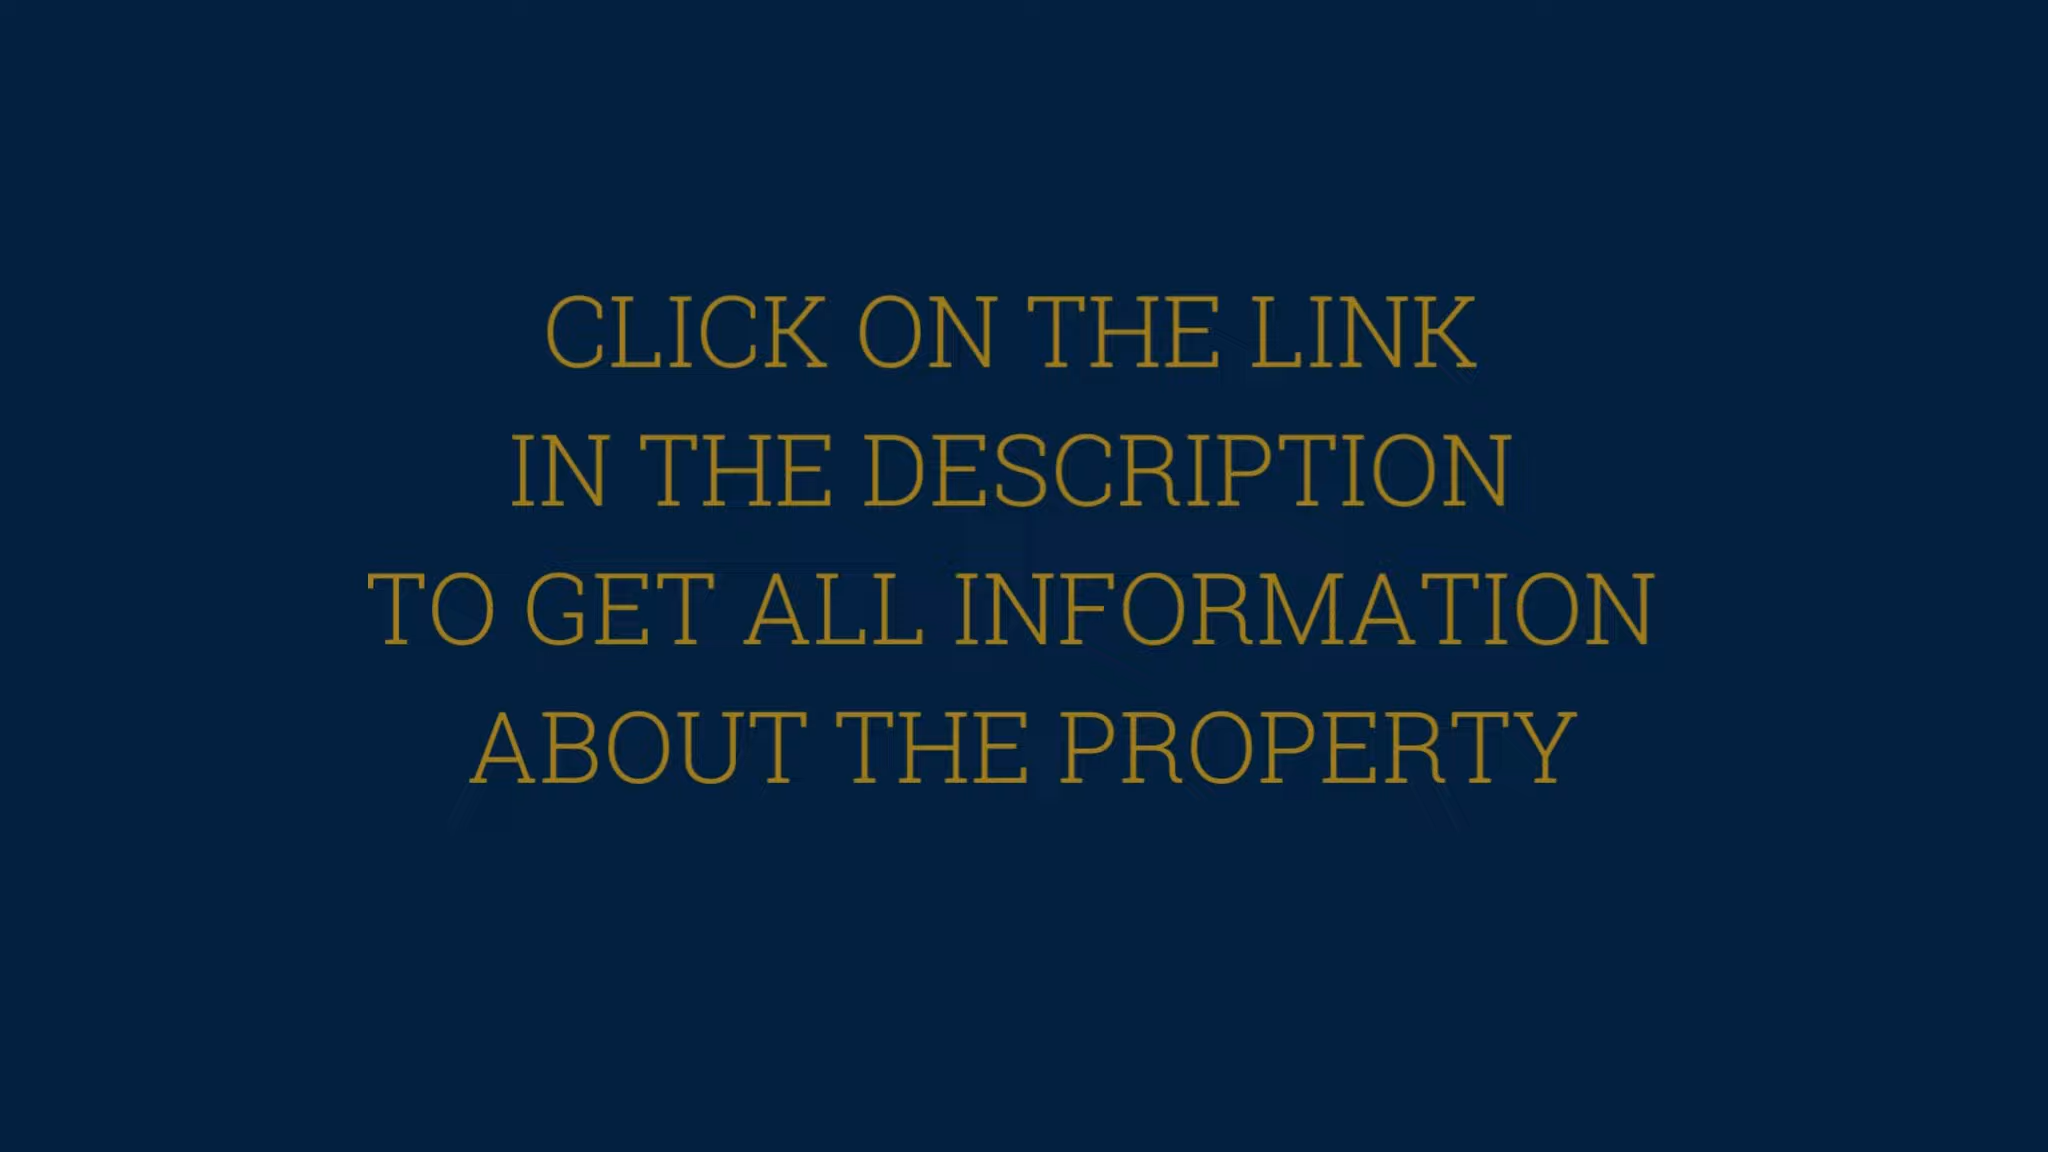 CLICK ON THE LINK
IN THE DESCRIPTION
TO GET ALL INFORMATION
ABOUT THE PROPERTY